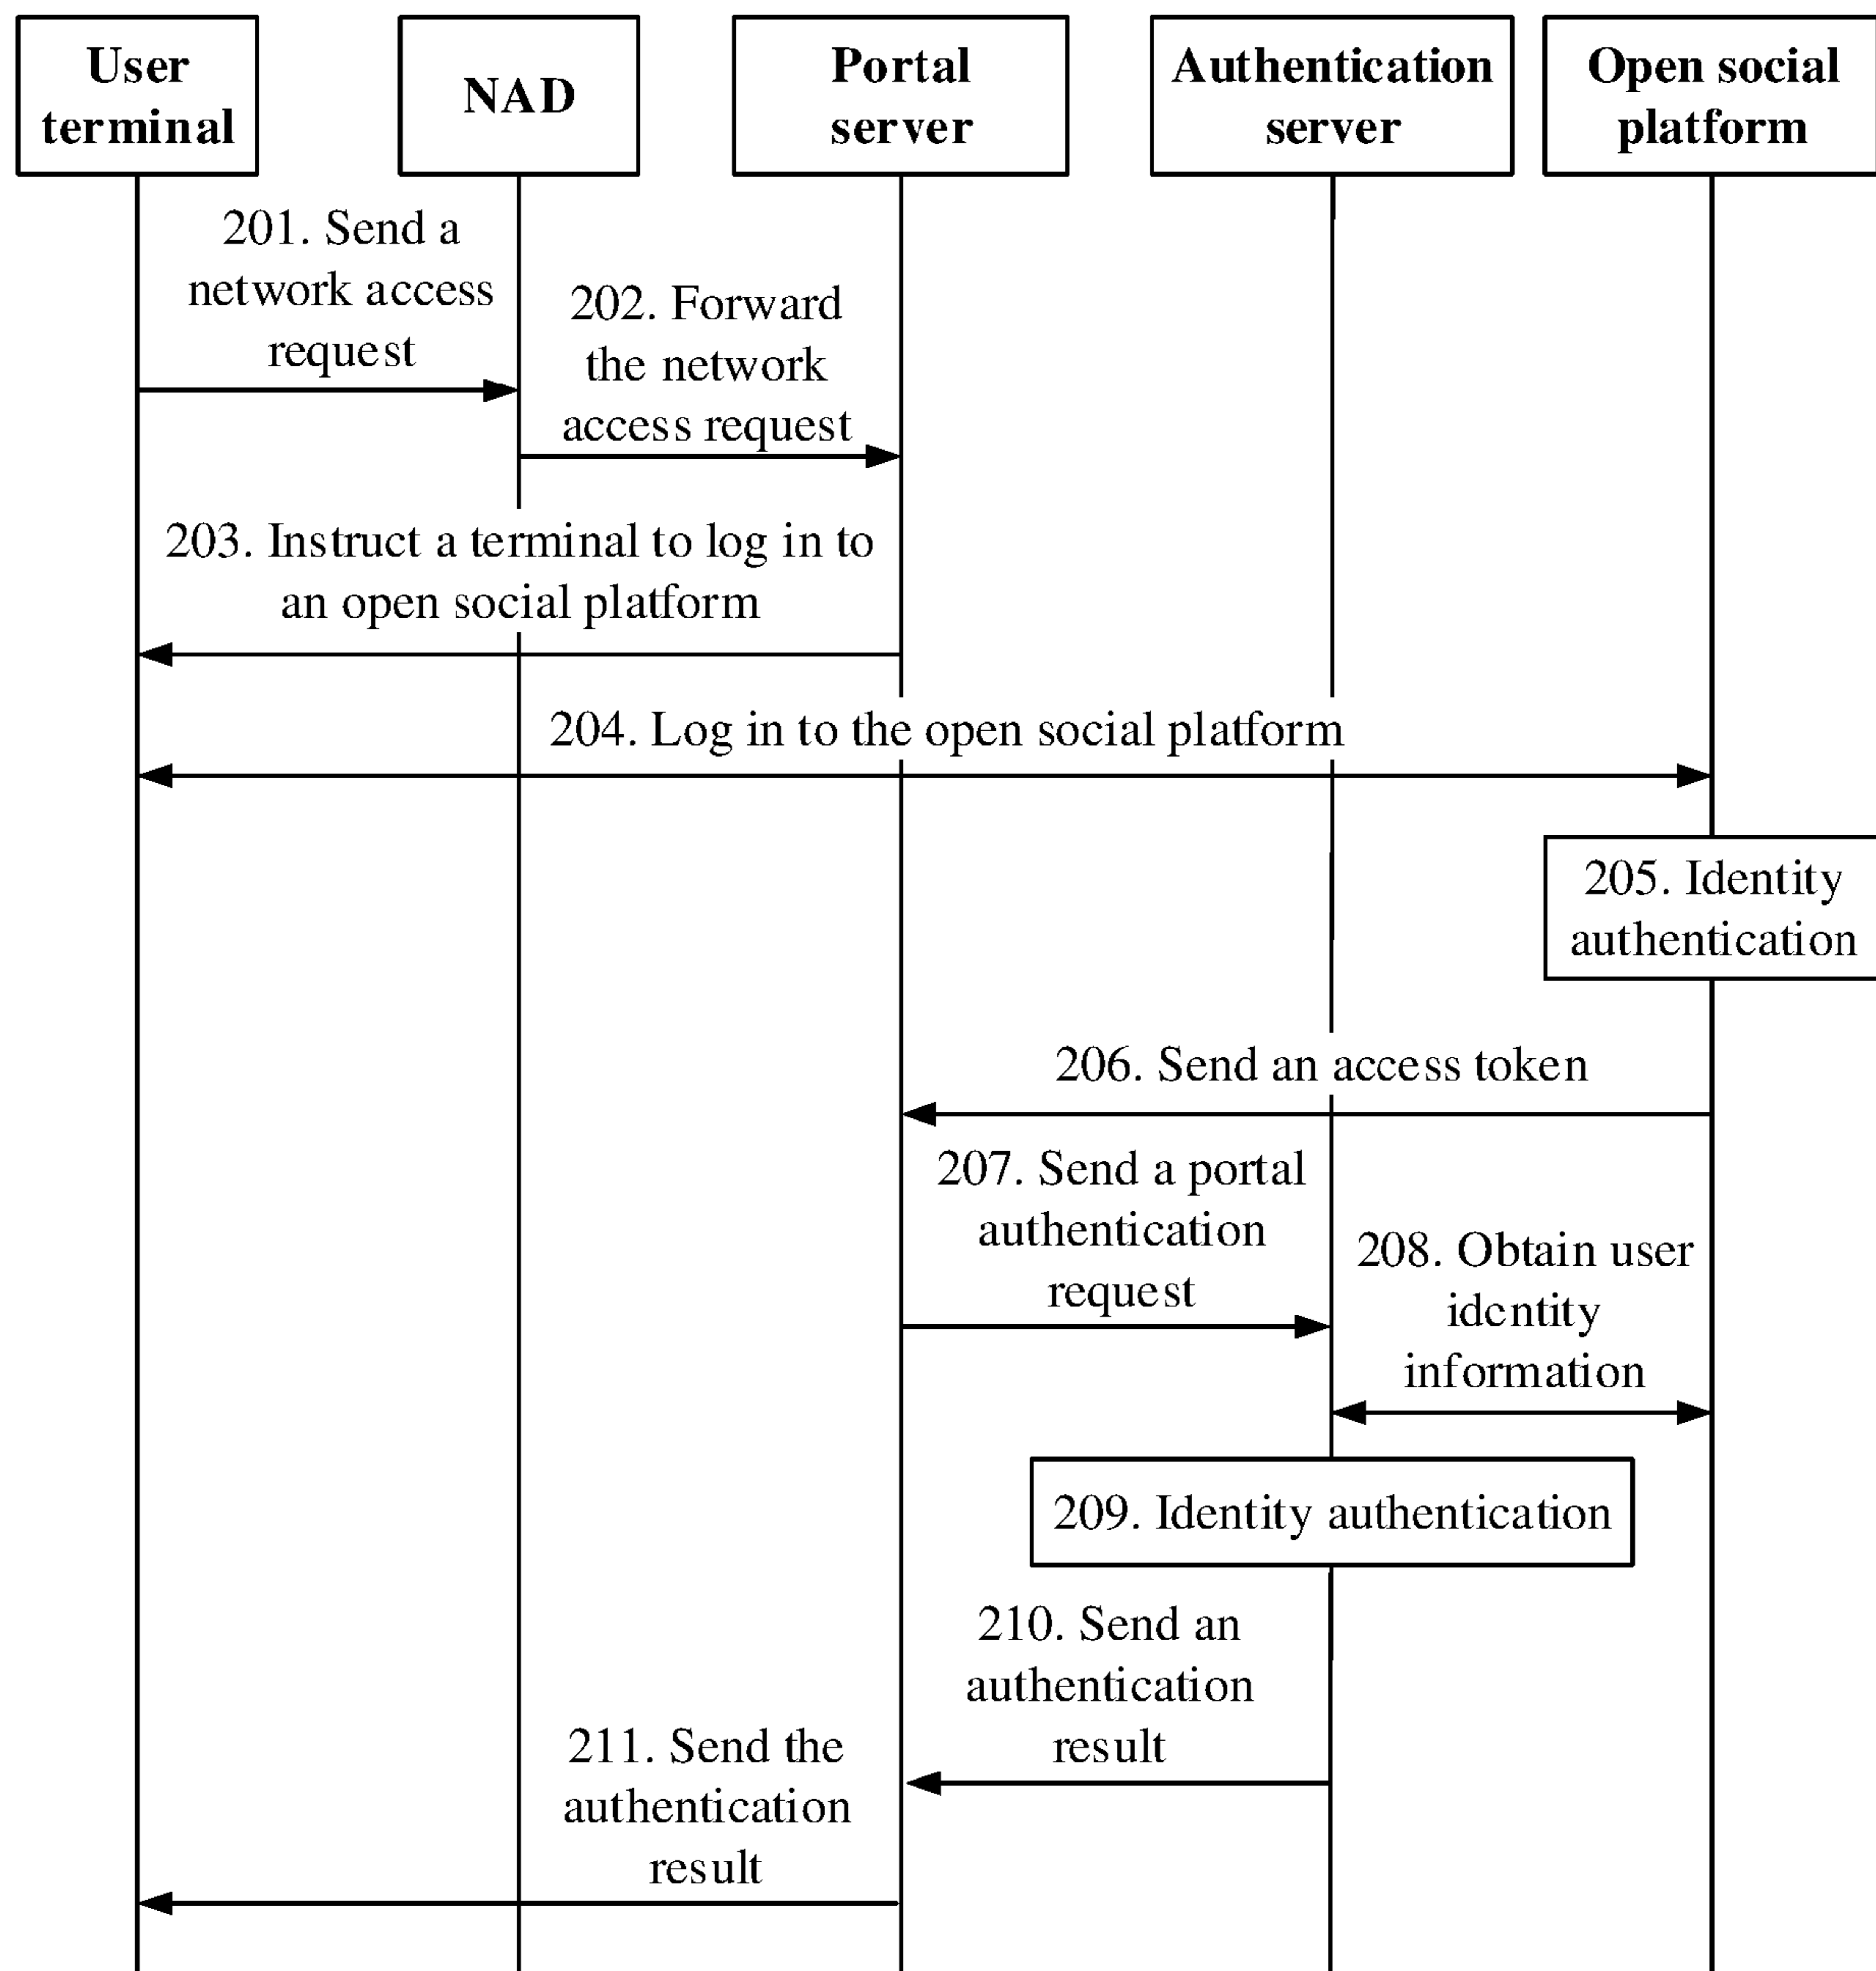 User
terminal
NAD
Portal
server
Authentication
server
Open social
platform
201. Send a
network access
request
202. Forward
the network
access request
203. Instruct a terminal to log in to
an open social platform
204. Log in to the open social platform
205. Identity
authentication
206. Send an access token
207. Send a portal
authentication
request
208. Obtain user
identity
information
209. Identity authentication
210. Send an
authentication
result
211. Send the
authentication
result